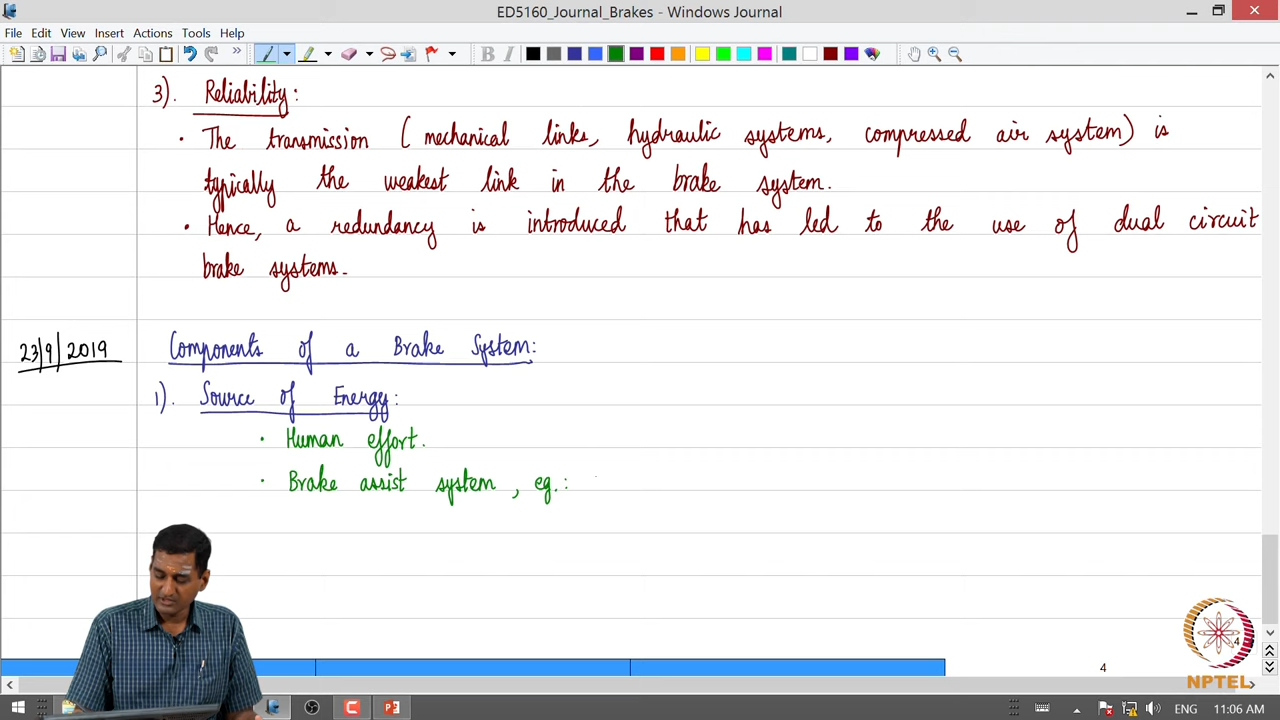 ED5160_Journal_Brakes - Windows Journal
File Edit View Insert Actions Tools Help
3). Reliability:
· The transmission (mechanical links, hydraulic systems, compressed air system) is
typically the weakest link in the brake system.
· Hence, a redundancy is introduced that has led to the use of dual circuit
brake systems.
23/9/2019 Components of a Brake System:
1). Source of Energy:
· Human effort.
· Brake assist system, eg.:
4
4
NPTEL
ENG 11:06 AM